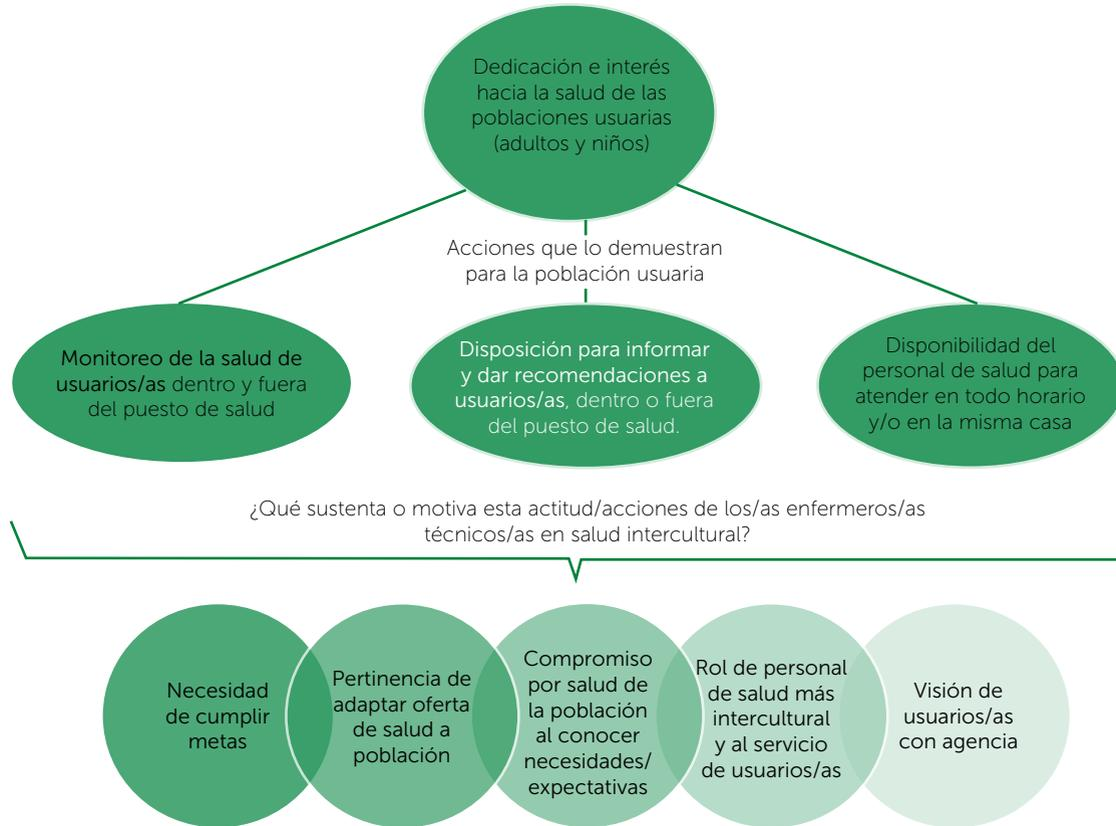 Dedicación e interés
hacia la salud de las
poblaciones usuarias
(adultos y niños)
Acciones que lo demuestran
para la población usuaria
Monitoreo de la salud de
usuarios/as dentro y fuera
del puesto de salud
Disposición para informar
y dar recomendaciones a
usuarios/as, dentro o fuera
del puesto de salud.
Disponibilidad del
personal de salud para
atender en todo horario
y/o en la misma casa
¿Qué sustenta o motiva esta actitud/acciones de los/as enfermeros/as
técnicos/as en salud intercultural?
Necesidad
de cumplir
metas
Pertinencia de
adaptar oferta
de salud a
población
Compromiso
por salud de
la población
al conocer
necesidades/
expectativas
Rol de personal
de salud más
intercultural
y al servicio
de usuarios/as
Visión de
usuarios/as
con agencia